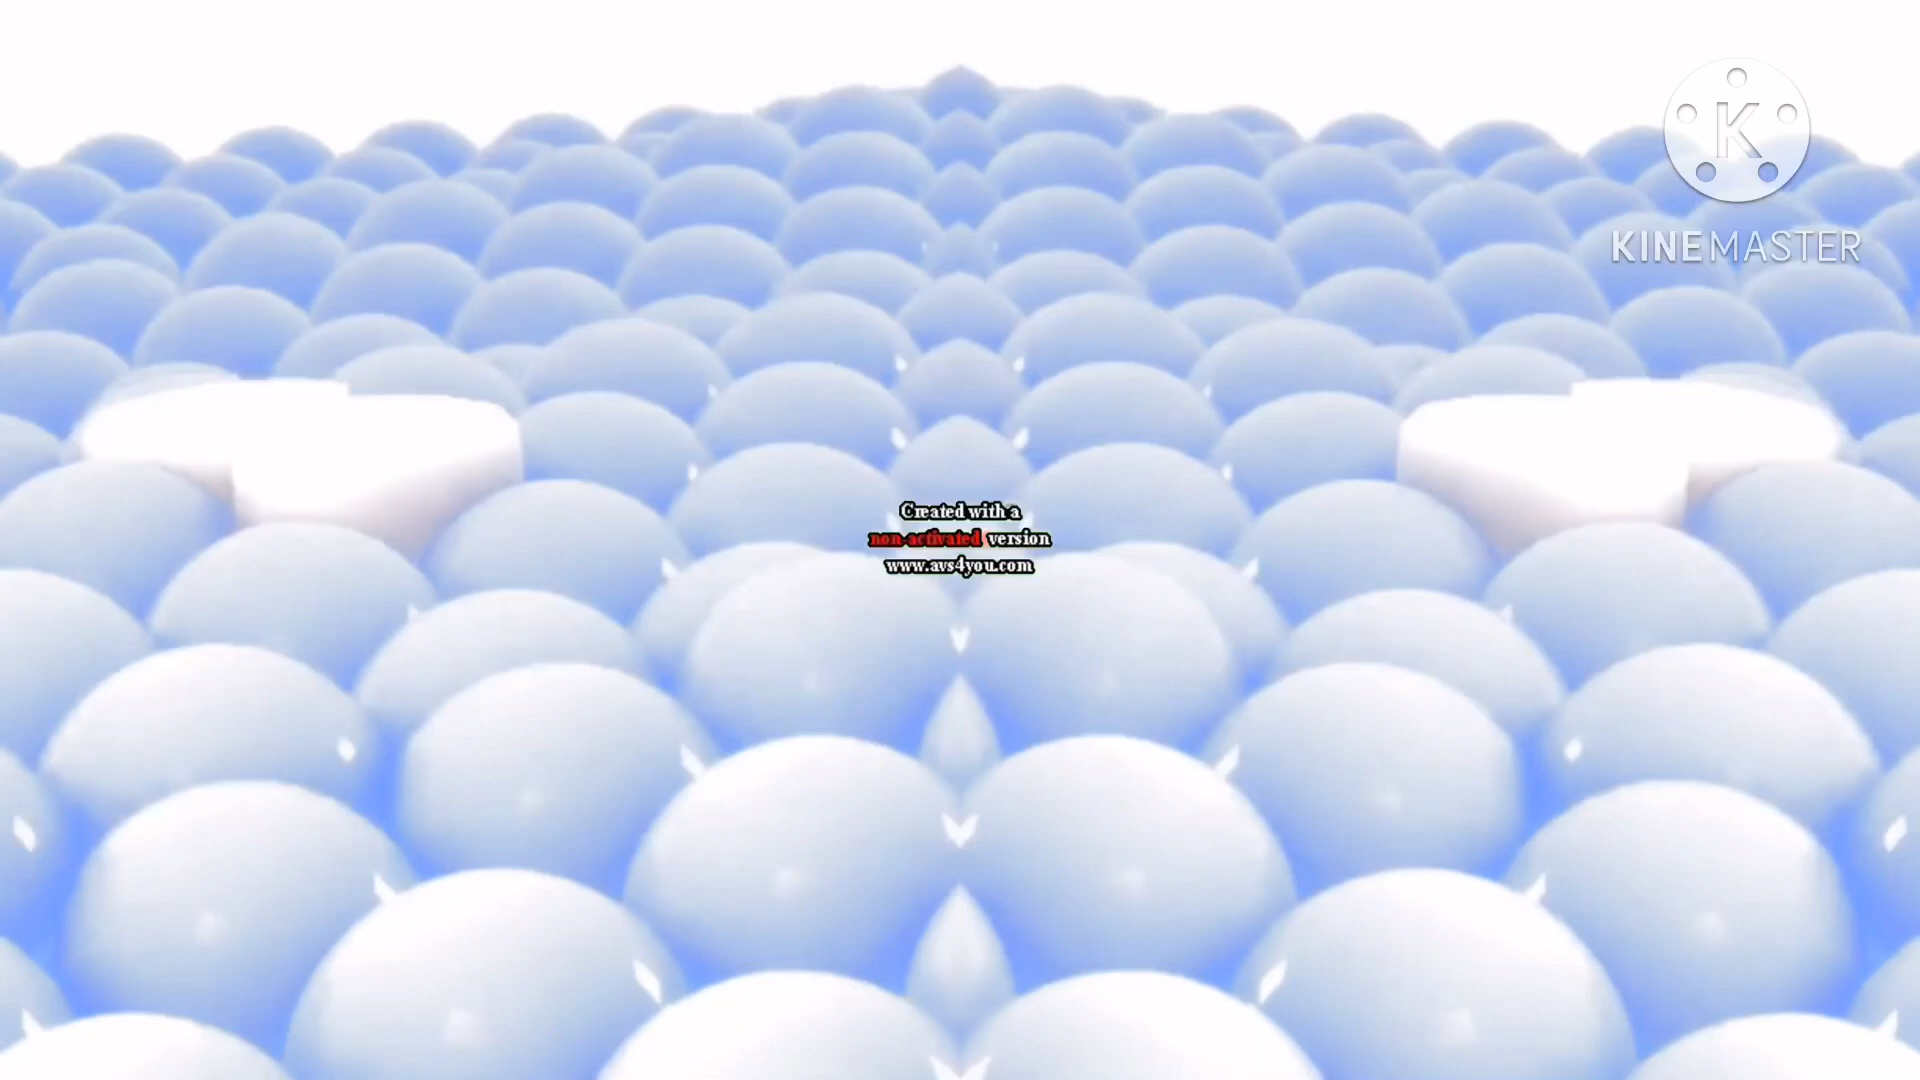 K
KINEMASTER
Created with a
non-activated version
www.avs4you.com